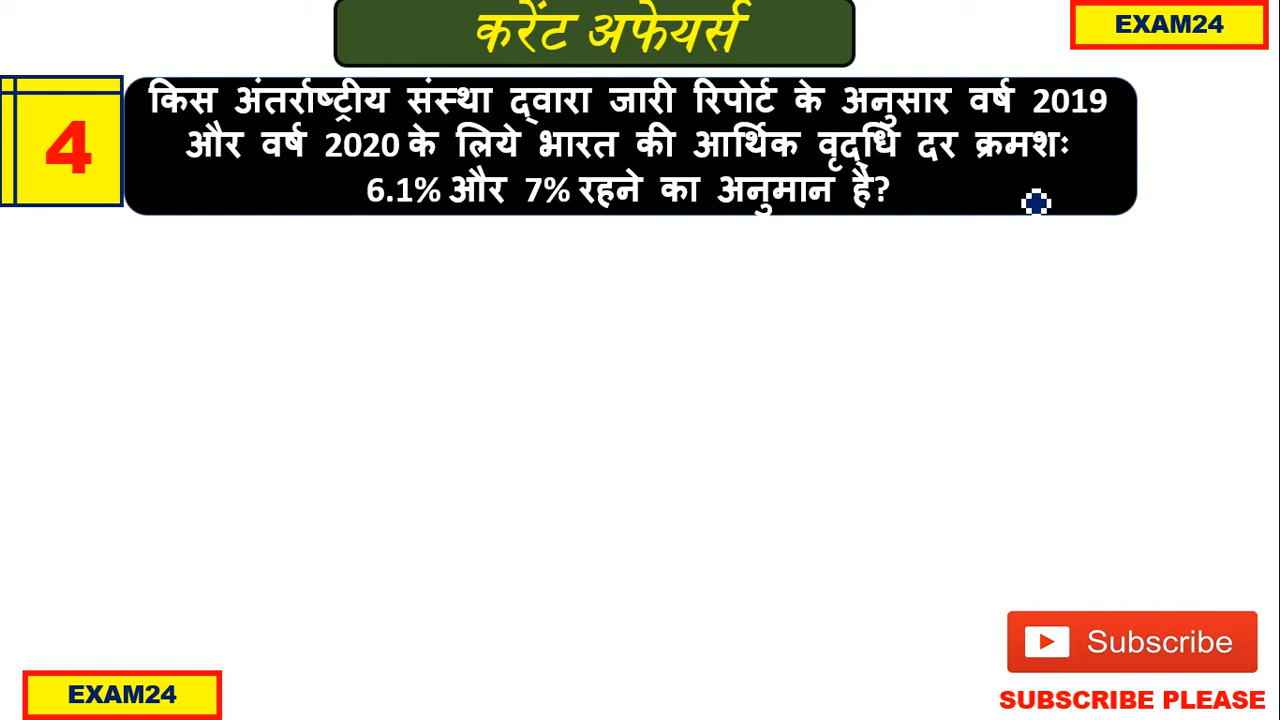 करेंट अफेयर्स
EXAM24
4
किस अंतर्राष्ट्रीय संस्था द्वारा जारी रिपोर्ट के अनुसार वर्ष 2019
और वर्ष 2020 के लिये भारत की आर्थिक वृद्धि दर क्रमशः
6.1% और 7% रहने का अनुमान है?
Subscribe
EXAM24
SUBSCRIBE PLEASE